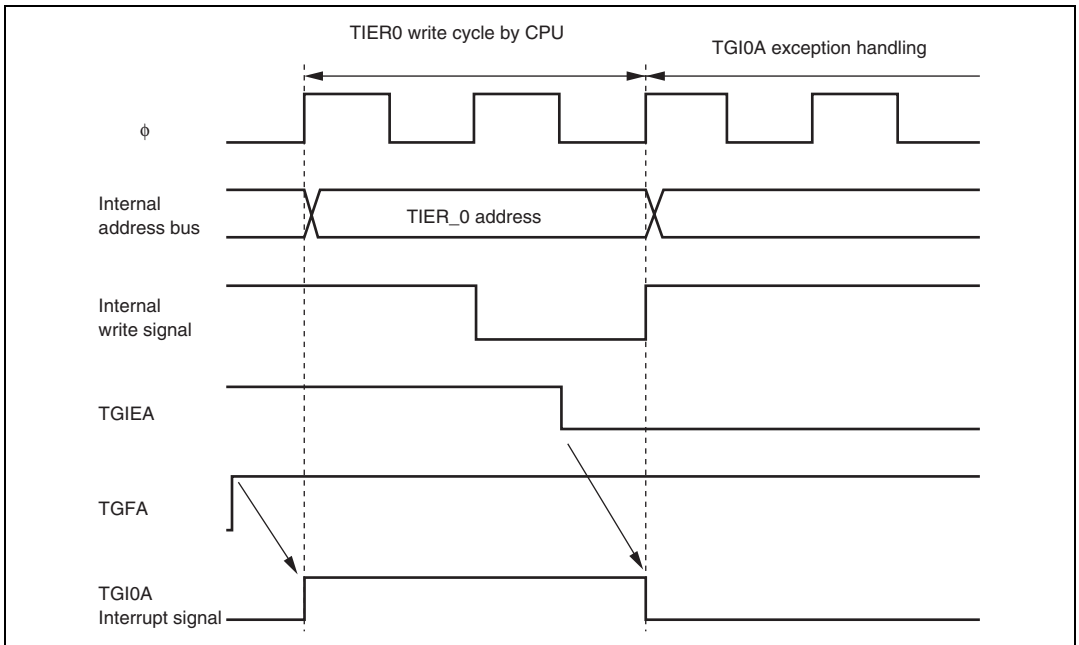 TIER0 write cycle by CPU
TGI0A exception handling
ϕ
Internal
address bus
TIER_0 address
Internal
write signal
TGIEA
TGFA
TGI0A
Interrupt signal